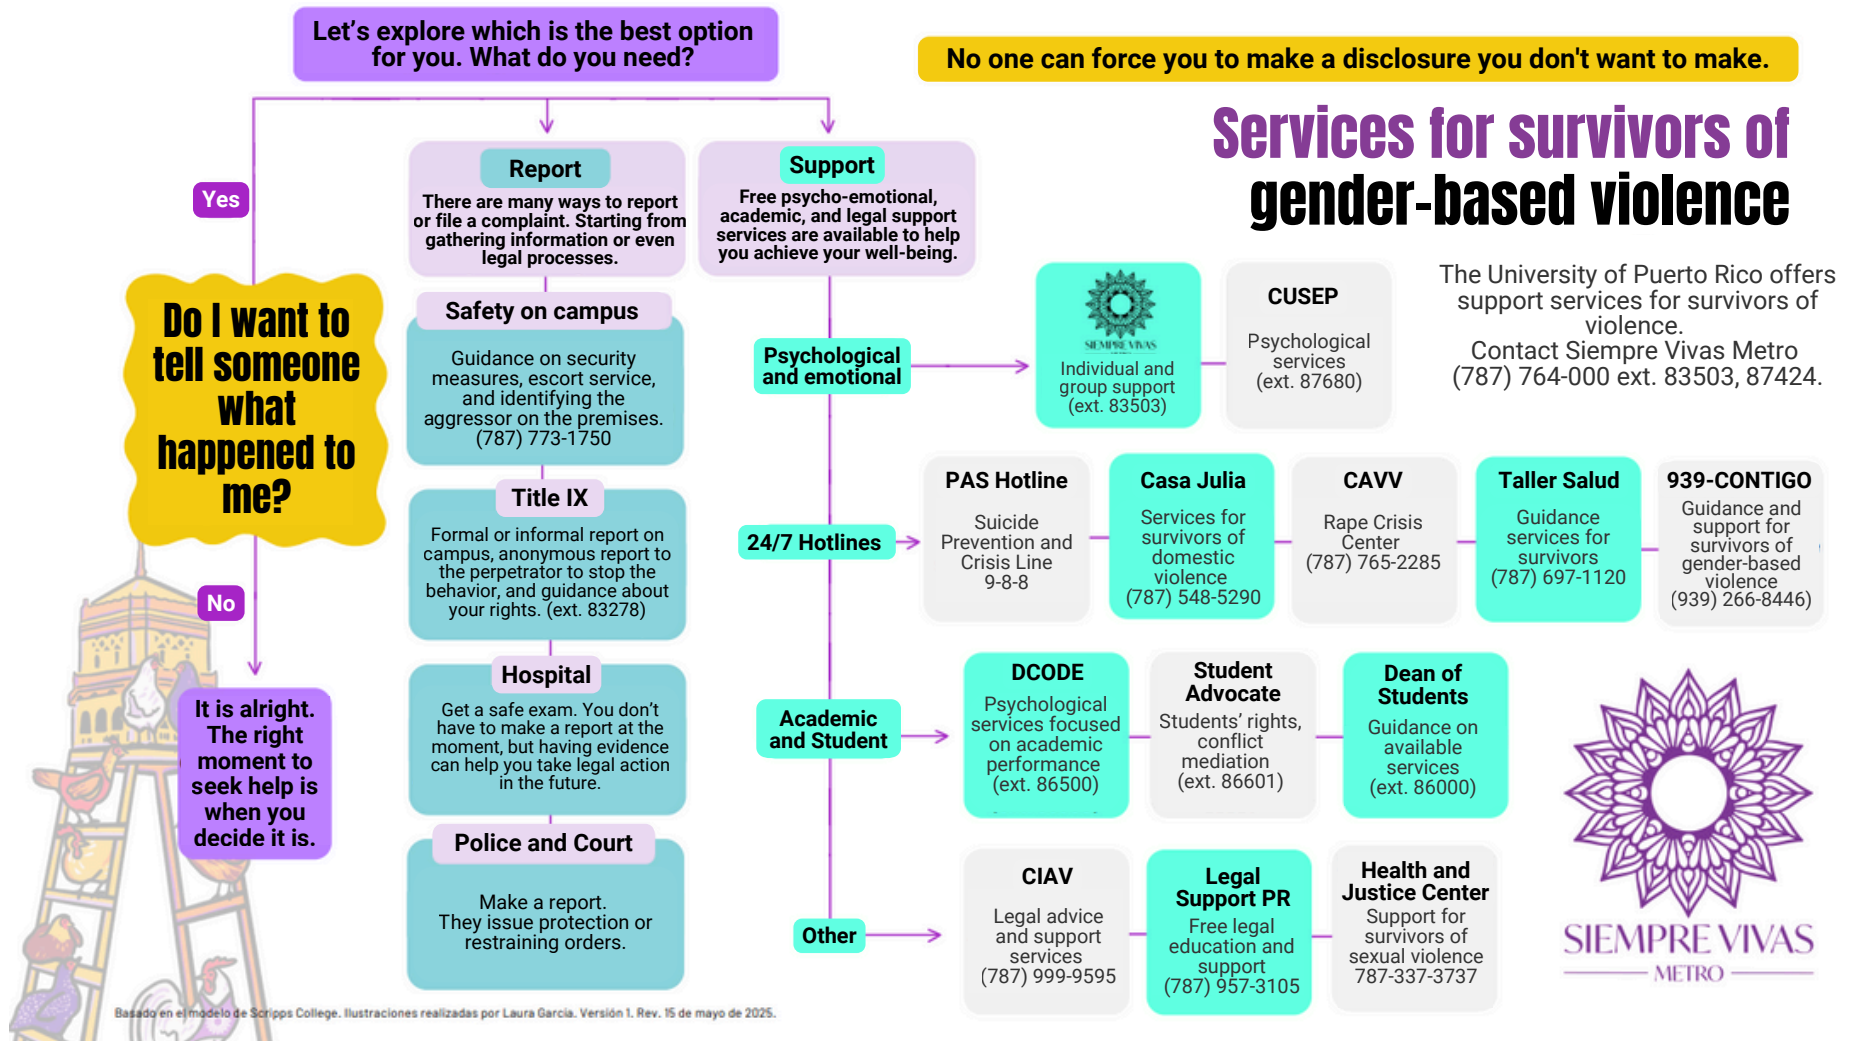 Let's explore which is the best option
for you. What do you need?
No one can force you to make a disclosure you don't want to make.
Services for survivors of
gender-based violence
The University of Puerto Rico offers
support services for survivors of
violence.
Contact Siempre Vivas Metro
(787) 764-000 ext. 83503, 87424.
Do I want to
tell someone
what
happened to
me?
Yes
No
It is alright.
The right
moment to
seek help is
when you
decide it is.
Report
There are many ways to report
or file a complaint. Starting from
gathering information or even
legal processes.
Safety on campus
Guidance on security
measures, escort service,
and identifying the
aggressor on the premises.
(787) 773-1750
Title IX
Formal or informal report on
campus, anonymous report to
the perpetrator to stop the
behavior, and guidance about
your rights. (ext. 83278)
Hospital
Get a safe exam. You don't
have to make a report at the
moment, but having evidence
can help you take legal action
in the future.
Police and Court
Make a report.
They issue protection or
restraining orders.
Support
Free psycho-emotional,
academic, and legal support
services are available to help
you achieve your well-being.
Psychological
and emotional
SIEMPRE VIVAS
Individual and
group support
(ext. 83503)
CUSEP
Psychological
services
(ext. 87680)
24/7 Hotlines
PAS Hotline
Suicide
Prevention and
Crisis Line
9-8-8
Casa Julia
Services for
survivors of
domestic
violence
(787) 548-5290
CAVV
Rape Crisis
Center
(787) 765-2285
Taller Salud
Guidance
services for
survivors
(787) 697-1120
939-CONTIGO
Guidance and
support for
survivors of
gender-based
violence
(939) 266-8446)
Academic
and Student
DCODE
Psychological
services focused
on academic
performance
(ext. 86500)
Student
Advocate
Students' rights,
conflict
mediation
(ext. 86601)
Dean of
Students
Guidance on
available
services
(ext. 86000)
Other
CIAV
Legal advice
and support
services
(787) 999-9595
Legal
Support PR
Free legal
education and
support
(787) 957-3105
Health and
Justice Center
Support for
survivors of
sexual violence
787-337-3737
SIEMPRE VIVAS
METRO
Basado en el modelo de Scripps College. Ilustraciones realizadas por Laura García. Versión 1. Rev. 15 de mayo de 2025.